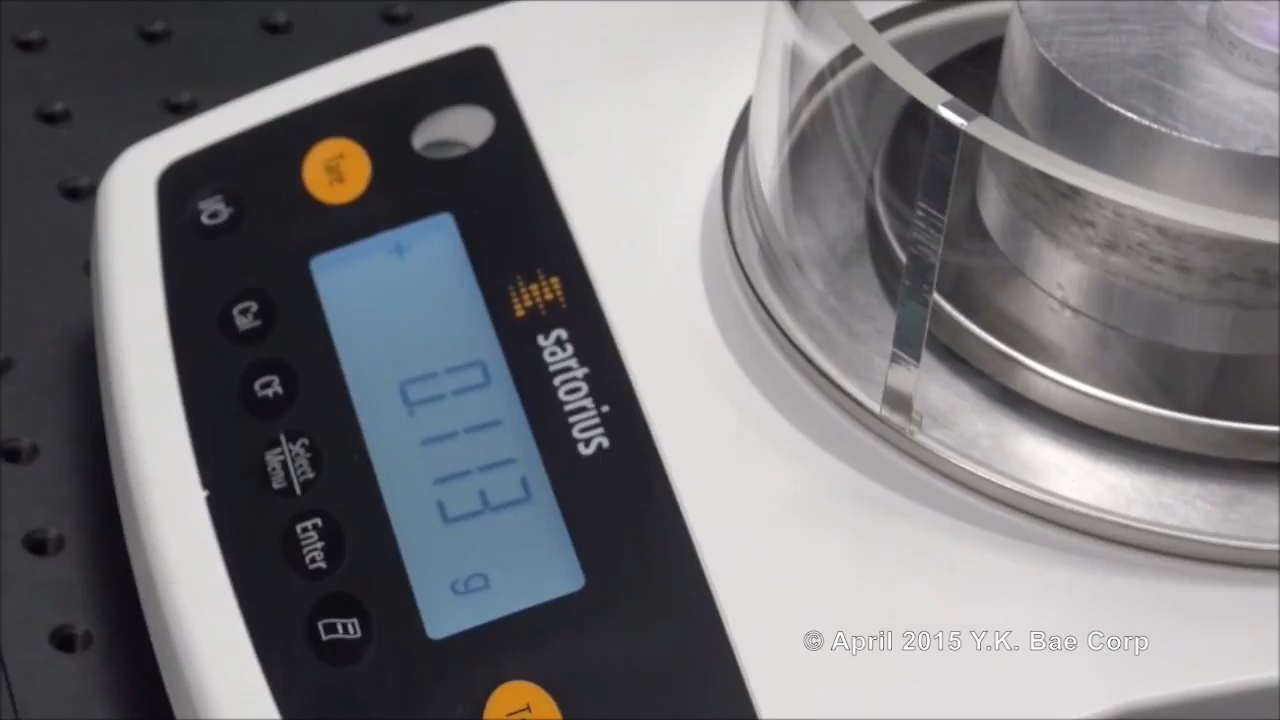 I/⏻
Tare
+ 0.113 g
sartorius
Cal
CF
Select
Menu
Enter
© April 2015 Y.K. Bae Corp